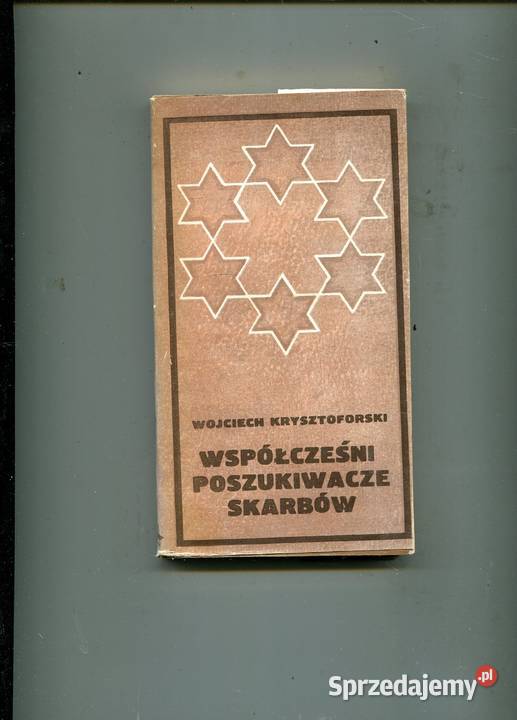 WOJCIECH KRYSZTOFORSKI
WSPÓŁCZEŚNI
POSZUKIWACZE
SKARBÓW
Sprzedajemy.pl